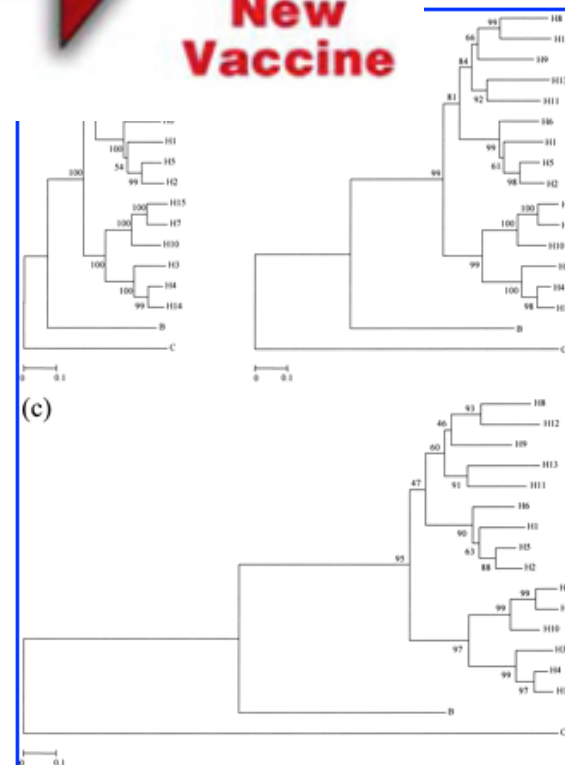 New
Vaccine
100
54
99
H1
H5
H2
100
100
100
H15
H7
H10
100
100
99
H3
H4
H14
B
C
0 0.1
99
66
84
81
92
99
99
61
98
H8
H9
H11
H6
H1
H5
H2
100
100
H10
99
100
98
H4
B
0 0.1
(c)
93
46
60
47
91
95
90
63
88
H8
H12
H9
H13
H11
H6
H1
H5
H2
99
99
H10
97
99
97
H3
H4
B
C
0 0.1